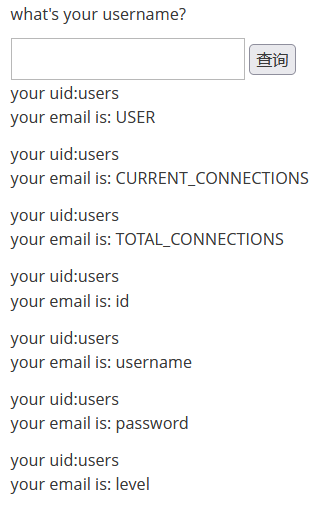 what's your username?
查询
your uid:users
your email is: USER
your uid:users
your email is: CURRENT_CONNECTIONS
your uid:users
your email is: TOTAL_CONNECTIONS
your uid:users
your email is: id
your uid:users
your email is: username
your uid:users
your email is: password
your uid:users
your email is: level